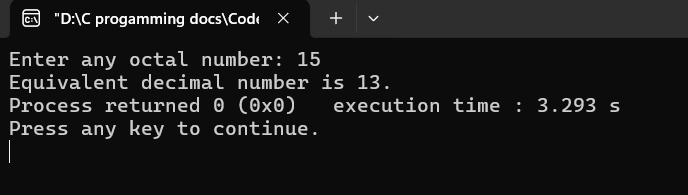 "D:\C progamming docs\Code
Enter any octal number: 15
Equivalent decimal number is 13.
Process returned 0 (0x0)   execution time : 3.293 s
Press any key to continue.